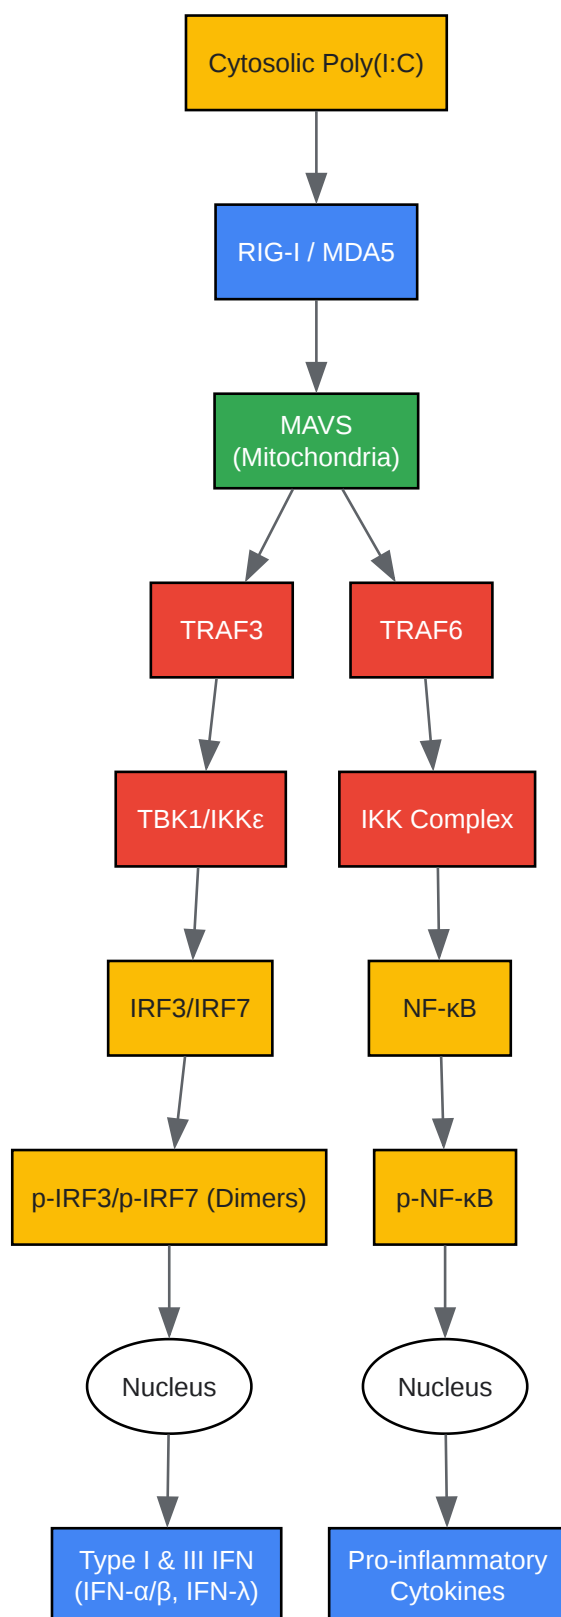 Cytosolic Poly(I:C)
RIG-I / MDA5
MAVS
(Mitochondria)
TRAF3
TRAF6
TBK1/IKKε
IKK Complex
IRF3/IRF7
NF-κB
p-IRF3/p-IRF7 (Dimers)
p-NF-κB
Nucleus
Nucleus
Type I & III IFN
(IFN-α/β, IFN-λ)
Pro-inflammatory
Cytokines